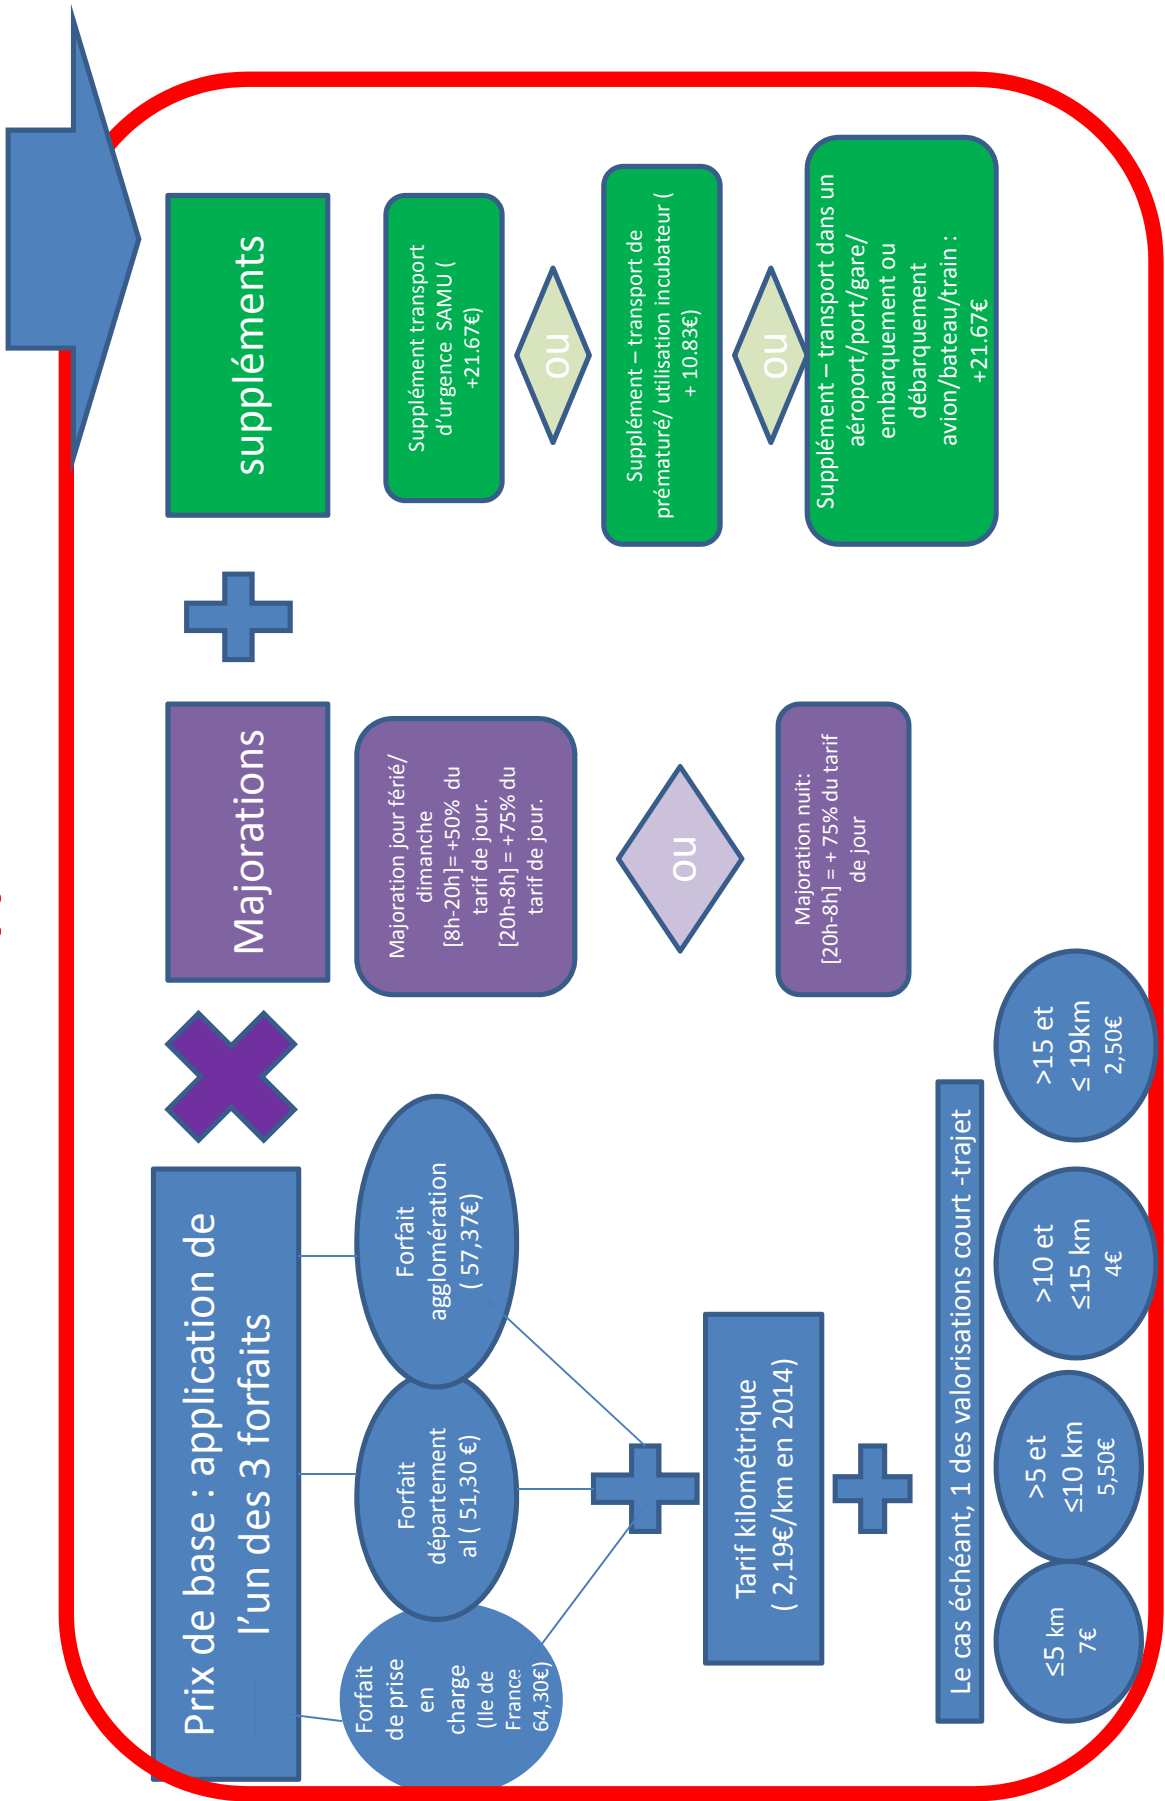 Prix de base : application de
l'un des 3 forfaits
Forfait
de prise
en
charge
(Ile de
France
64,30€)
Forfait
département
al ( 51,30 €)
Forfait
agglomération
( 57,37€)
Tarif kilométrique
( 2,19€/km en 2014)
Le cas échéant, 1 des valorisations court -trajet
≤5 km
7€
>5 et
≤10 km
5,50€
>10 et
≤15 km
4€
>15 et
≤ 19km
2,50€
Majorations
Majoration jour férié/
dimanche
[8h-20h]= +50% du
tarif de jour.
[20h-8h] = +75% du
tarif de jour.
ou
Majoration nuit:
[20h-8h] = + 75% du tarif
de jour
suppléments
Supplément transport
d'urgence SAMU (
+21.67€)
ou
Supplément – transport de
prématuré/ utilisation incubateur (
+ 10.83€)
ou
Supplément – transport dans un
aéroport/port/gare/
embarquement ou
débarquement
avion/bateau/train :
+21.67€